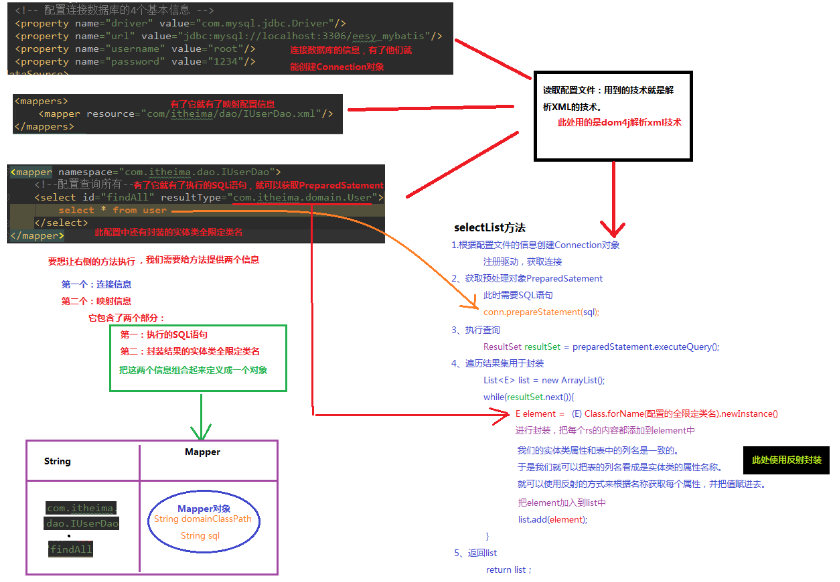 <!-- 配置连接数据库的4个基本信息 -->
<property name="driver" value="com.mysql.jdbc.Driver"/>
<property name="url" value="jdbc:mysql://localhost:3306/eesy_mybatis"/>
<property name="username" value="root"/>
<property name="password" value="1234"/>
连接数据库的信息，有了它们就
能创建Connection对象
ataSource>
<mappers>
有了它就有了映射配置信息
<mapper resource="com/itheima/dao/IUserDao.xml"/>
</mappers>
<mapper namespace="com.itheima.dao.IUserDao">
<!--配置查询所有--
有了它就有了执行的SQL语句，就可以获取PreparedSatement
<select id="findAll" resultType="com.itheima.domain.User">
select * from user
</select>
此配置中还有封装的实体类全限定类名
</mapper>
读取配置文件：用到的技术就是解
析XML的技术。
此处用的是dom4j解析xml技术
要想让右侧的方法执行，我们需要给方法提供两个信息
第一个：连接信息
第二个：映射信息
它包含了两个部分：
第一：执行的SQL语句
第二：封装结果的实体类全限定类名
把这两个信息组合起来定义成一个对象
String
Mapper
com.itheima.
dao.IUserDao
.
findAll
Mapper对象
String domainClassPath
String sql
selectList方法
1.根据配置文件的信息创建Connection对象
注册驱动，获取连接
2、获取预处理对象PreparedSatement
此时需要SQL语句
conn.prepareStatement(sql);
3、执行查询
ResultSet resultSet = preparedStatement.executeQuery();
4、遍历结果集用于封装
List<E> list = new ArrayList();
while(resultSet.next()){
E element = (E) Class.forName(配置的全限定类名).newInstance()
进行封装，把每个rs的内容都添加到element中
我们的实体类属性和表中的列名是一致的。
于是我们就可以把表的列名看成是实体类的属性名称。
就可以使用反射的方式来根据名称获取每个属性，并把值赋进去。
此处使用反射封装
把element加入到list中
list.add(element);
}
5、返回list
return list；